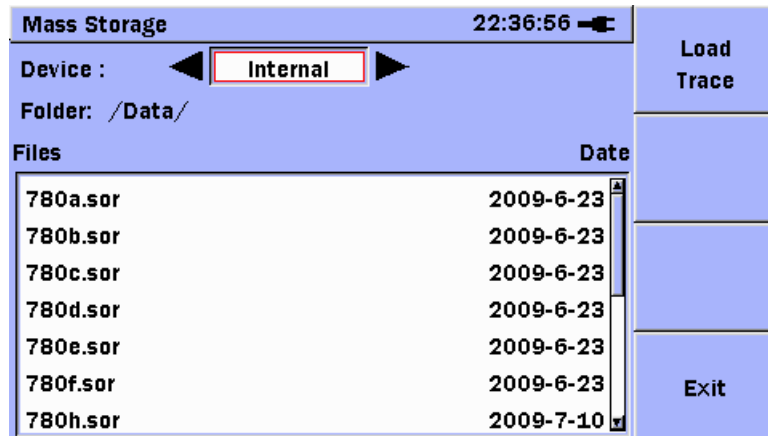 Mass Storage 22:36:56
Load
Trace
Device : Internal
Folder: /Data/
Files Date
780a.sor 2009-6-23
780b.sor 2009-6-23
780c.sor 2009-6-23
780d.sor 2009-6-23
780e.sor 2009-6-23
780f.sor 2009-6-23
780h.sor 2009-7-10
Exit